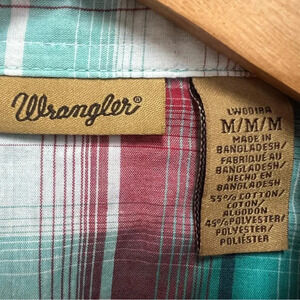 Wrangler®
LW001RA
M/M/M
MADE IN
BANGLADESH/
FABRIQUÉ AU
BANGLADESH/
HECHO EN
BANGLADESH
55% COTTON/
COTON/
ALGODÓN
45% POLYESTER/
POLYESTER/
POLIÉSTER